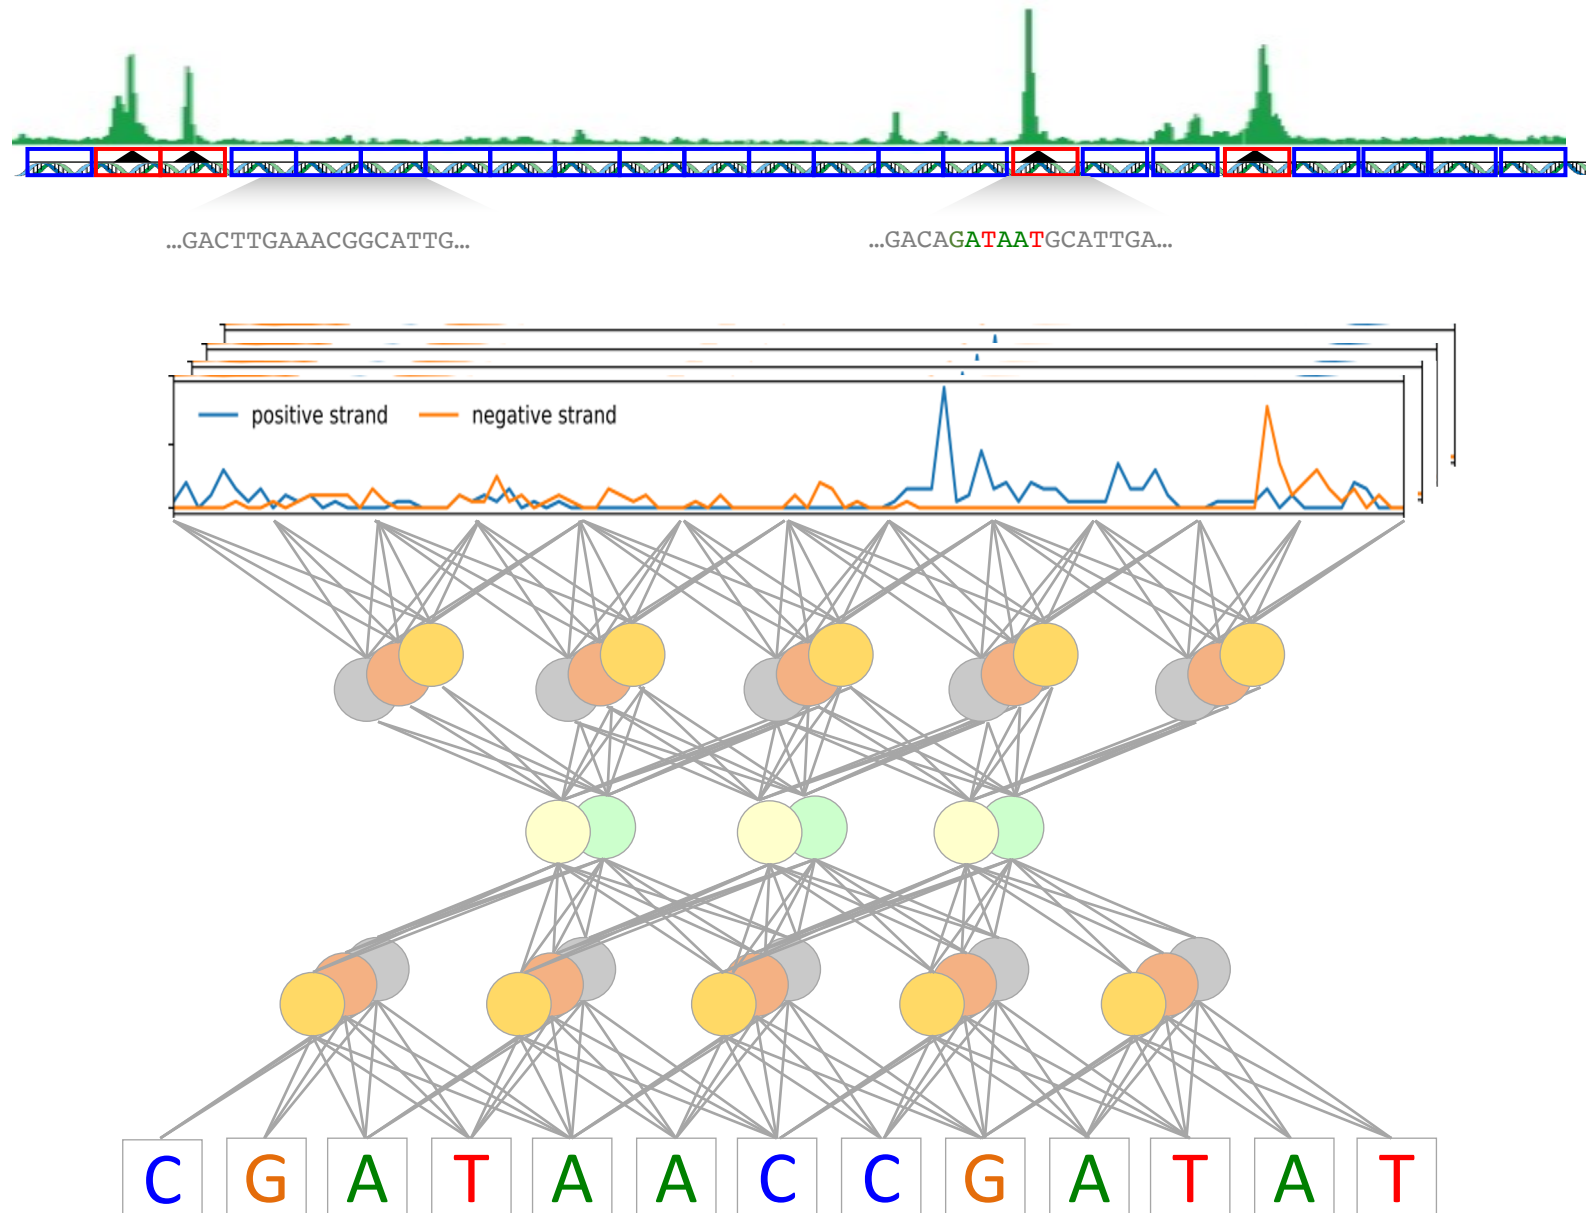 ...GACTTGAAACGGCATTG...
...GACAGATAATGCATTGA...
positive strand negative strand
C G A T A A C C G A T A T